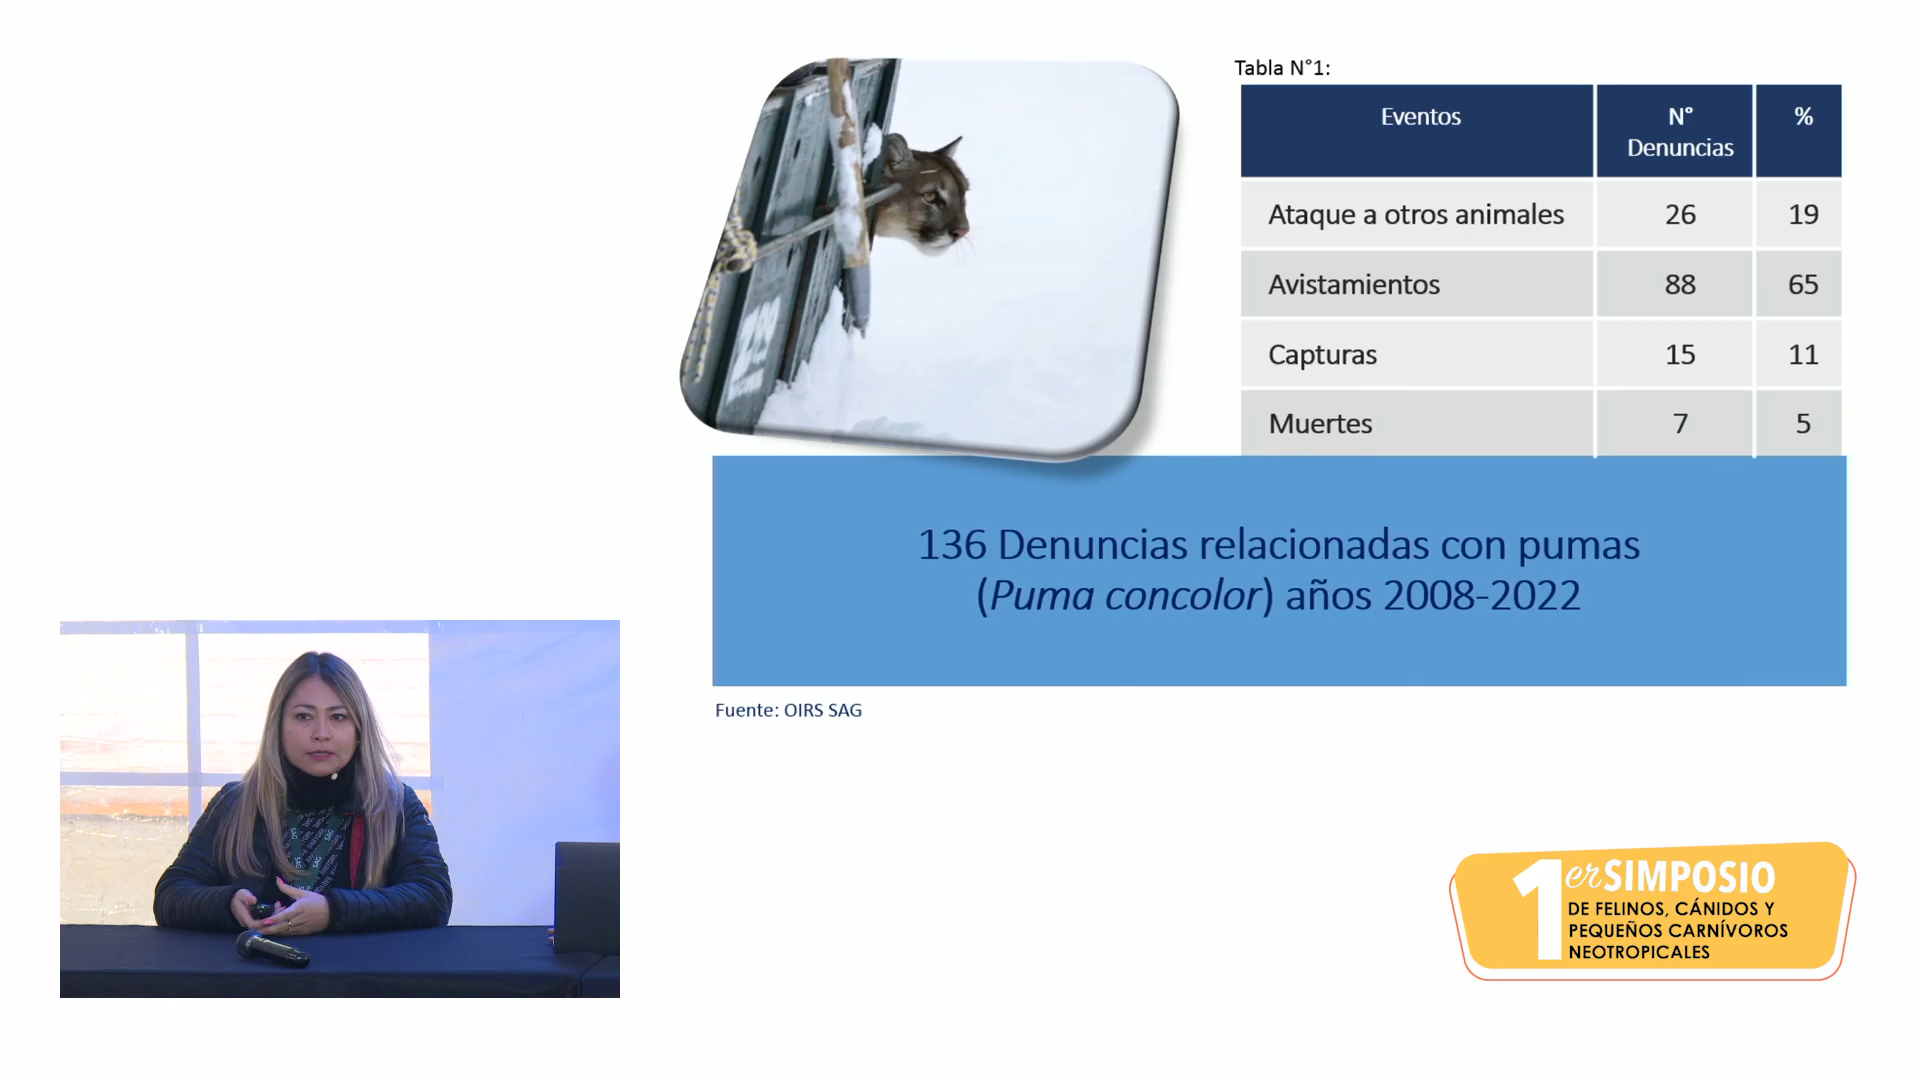 Tabla N°1:
Eventos
N°
Denuncias
%
Ataque a otros animales 26 19
Avistamientos 88 65
Capturas 15 11
Muertes 7 5
136 Denuncias relacionadas con pumas
(Puma concolor) años 2008-2022
Fuente: OIRS SAG
1er SIMPOSIO
DE FELINOS, CÁNIDOS Y
PEQUEÑOS CARNÍVOROS
NEOTROPICALES